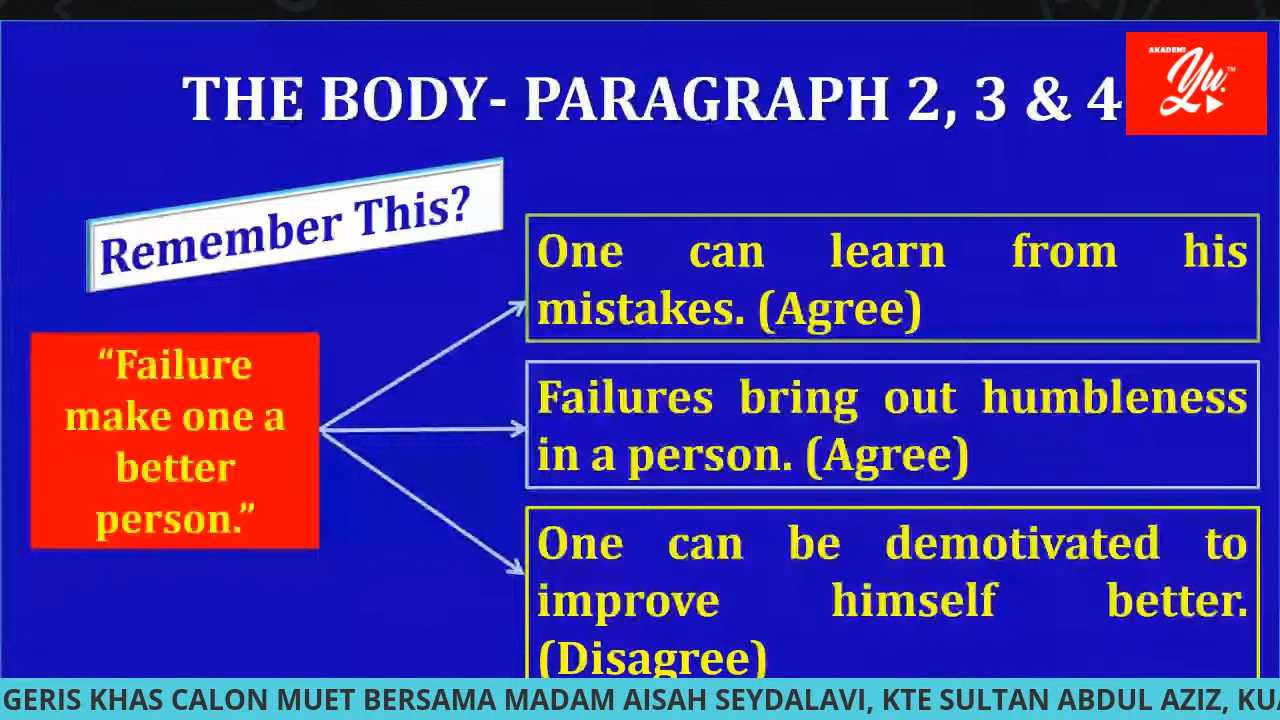 THE BODY- PARAGRAPH 2, 3 & 4
AKADEMI
Yu.
TM
Remember This?
One can learn from his
mistakes. (Agree)
“Failure
make one a
better
person.”
Failures bring out humbleness
in a person. (Agree)
One can be demotivated to
improve himself better.
(Disagree)
GERIS KHAS CALON MUET BERSAMA MADAM AISAH SEYDALAVI, KTE SULTAN ABDUL AZIZ,